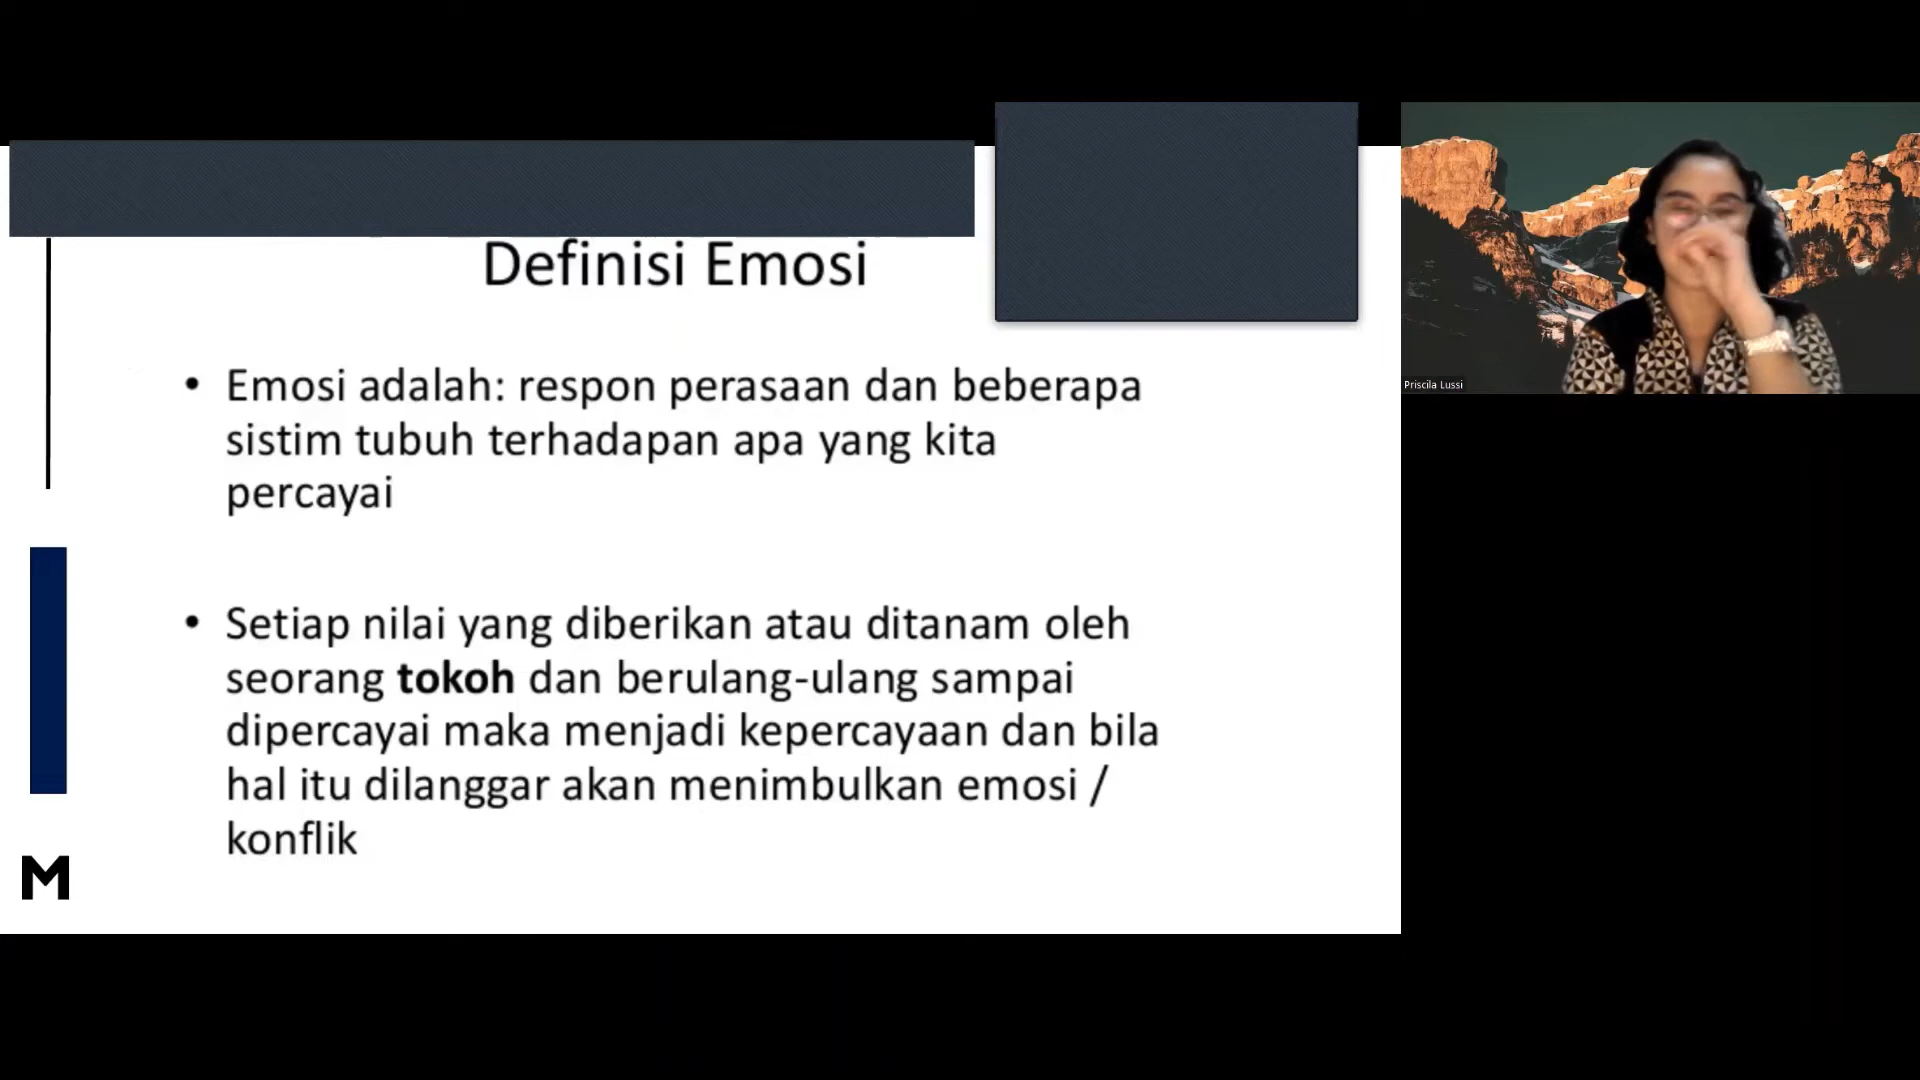 Definisi Emosi
• Emosi adalah: respon perasaan dan beberapa
sistim tubuh terhadapan apa yang kita
percayai
• Setiap nilai yang diberikan atau ditanam oleh
seorang tokoh dan berulang-ulang sampai
dipercayai maka menjadi kepercayaan dan bila
hal itu dilanggar akan menimbulkan emosi /
konflik
M
Priscila Lussi